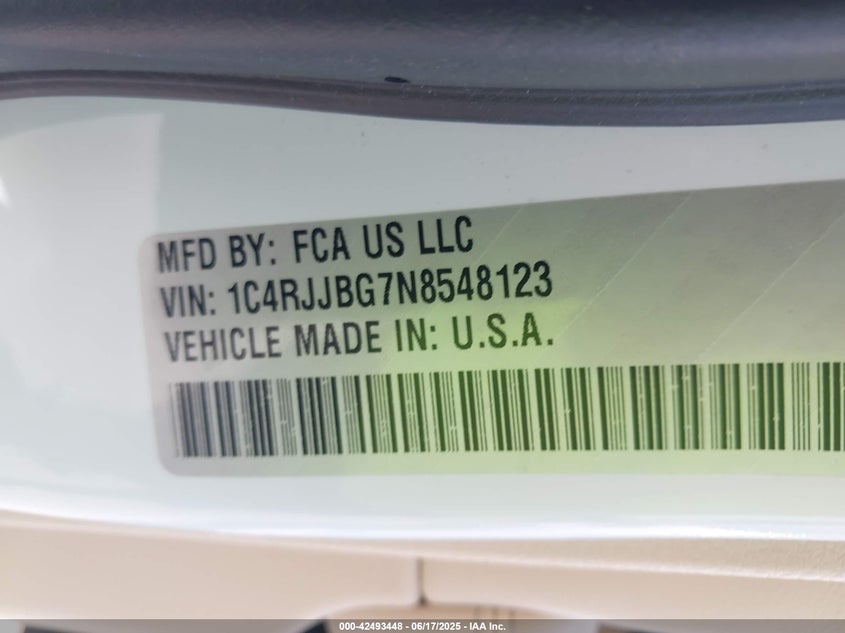 MFD BY: FCA US LLC
VIN: 1C4RJJBG7N8548123
VEHICLE MADE IN: U.S.A.
000-42493448 - 06/17/2025 - IAA Inc.